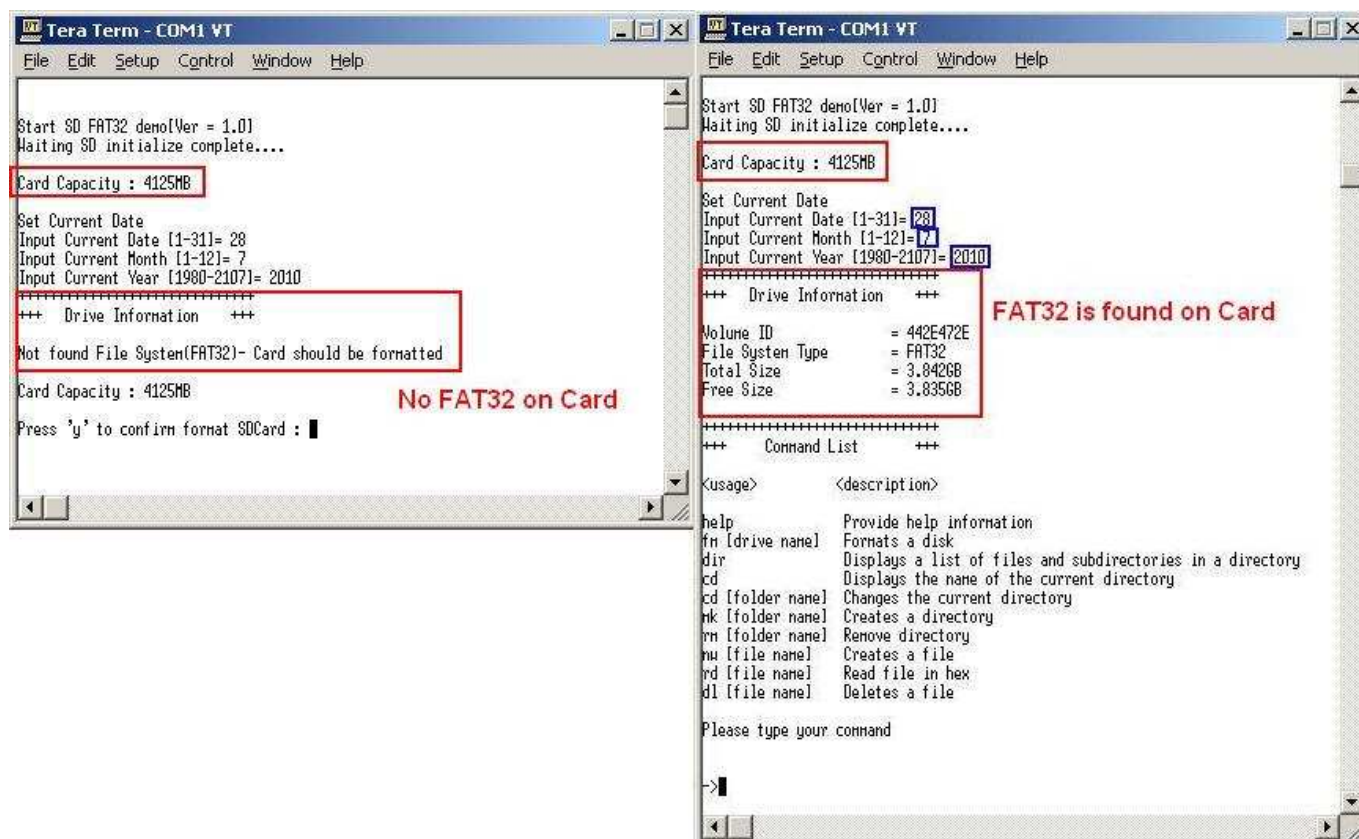 Tera Term - COM1 VT
File Edit Setup Control Window Help
Start SD FAT32 demo[Ver = 1.0]
Waiting SD initialize complete....
Card Capacity : 4125MB
Set Current Date
Input Current Date [1-31]= 28
Input Current Month [1-12]= 7
Input Current Year [1980-2107]= 2010
++++++++++++++++++++++++++++++
+++ Drive Information +++
Not found File System(FAT32)- Card should be formatted
Card Capacity : 4125MB
No FAT32 on Card
Press 'y' to confirm format SDCard :
Tera Term - COM1 VT
File Edit Setup Control Window Help
Start SD FAT32 demo[Ver = 1.0]
Waiting SD initialize complete....
Card Capacity : 4125MB
Set Current Date
Input Current Date [1-31]= 28
Input Current Month [1-12]= 7
Input Current Year [1980-2107]= 2010
++++++++++++++++++++++++++++++
+++ Drive Information +++
FAT32 is found on Card
Volume ID = 442E472E
File System Type = FAT32
Total Size = 3.842GB
Free Size = 3.835GB
++++++++++++++++++++++++++++++
+++ Command List +++
<usage> <description>
help Provide help information
fm [drive name] Formats a disk
dir Displays a list of files and subdirectories in a directory
cd Displays the name of the current directory
cd [folder name] Changes the current directory
mk [folder name] Creates a directory
rm [folder name] Remove directory
nw [file name] Creates a file
rd [file name] Read file in hex
dl [file name] Deletes a file
Please type your command
->